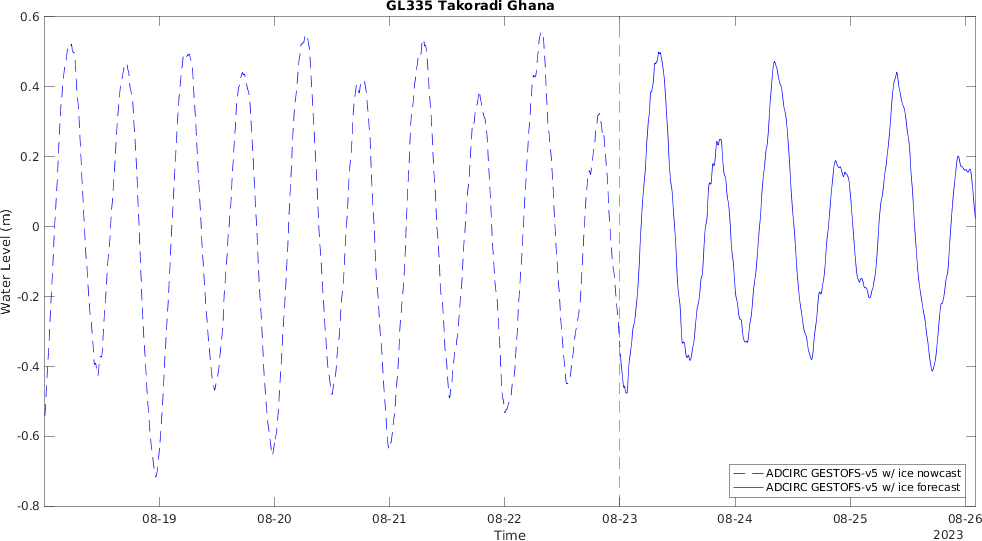 GL335 Takoradi Ghana
0.6
0.4
0.2
0
-0.2
-0.4
-0.6
-0.8
Water Level (m)
08-19 08-20 08-21 08-22 08-23 08-24 08-25 08-26
Time
2023
ADCIRC GESTOFS-v5 w/ ice nowcast
ADCIRC GESTOFS-v5 w/ ice forecast